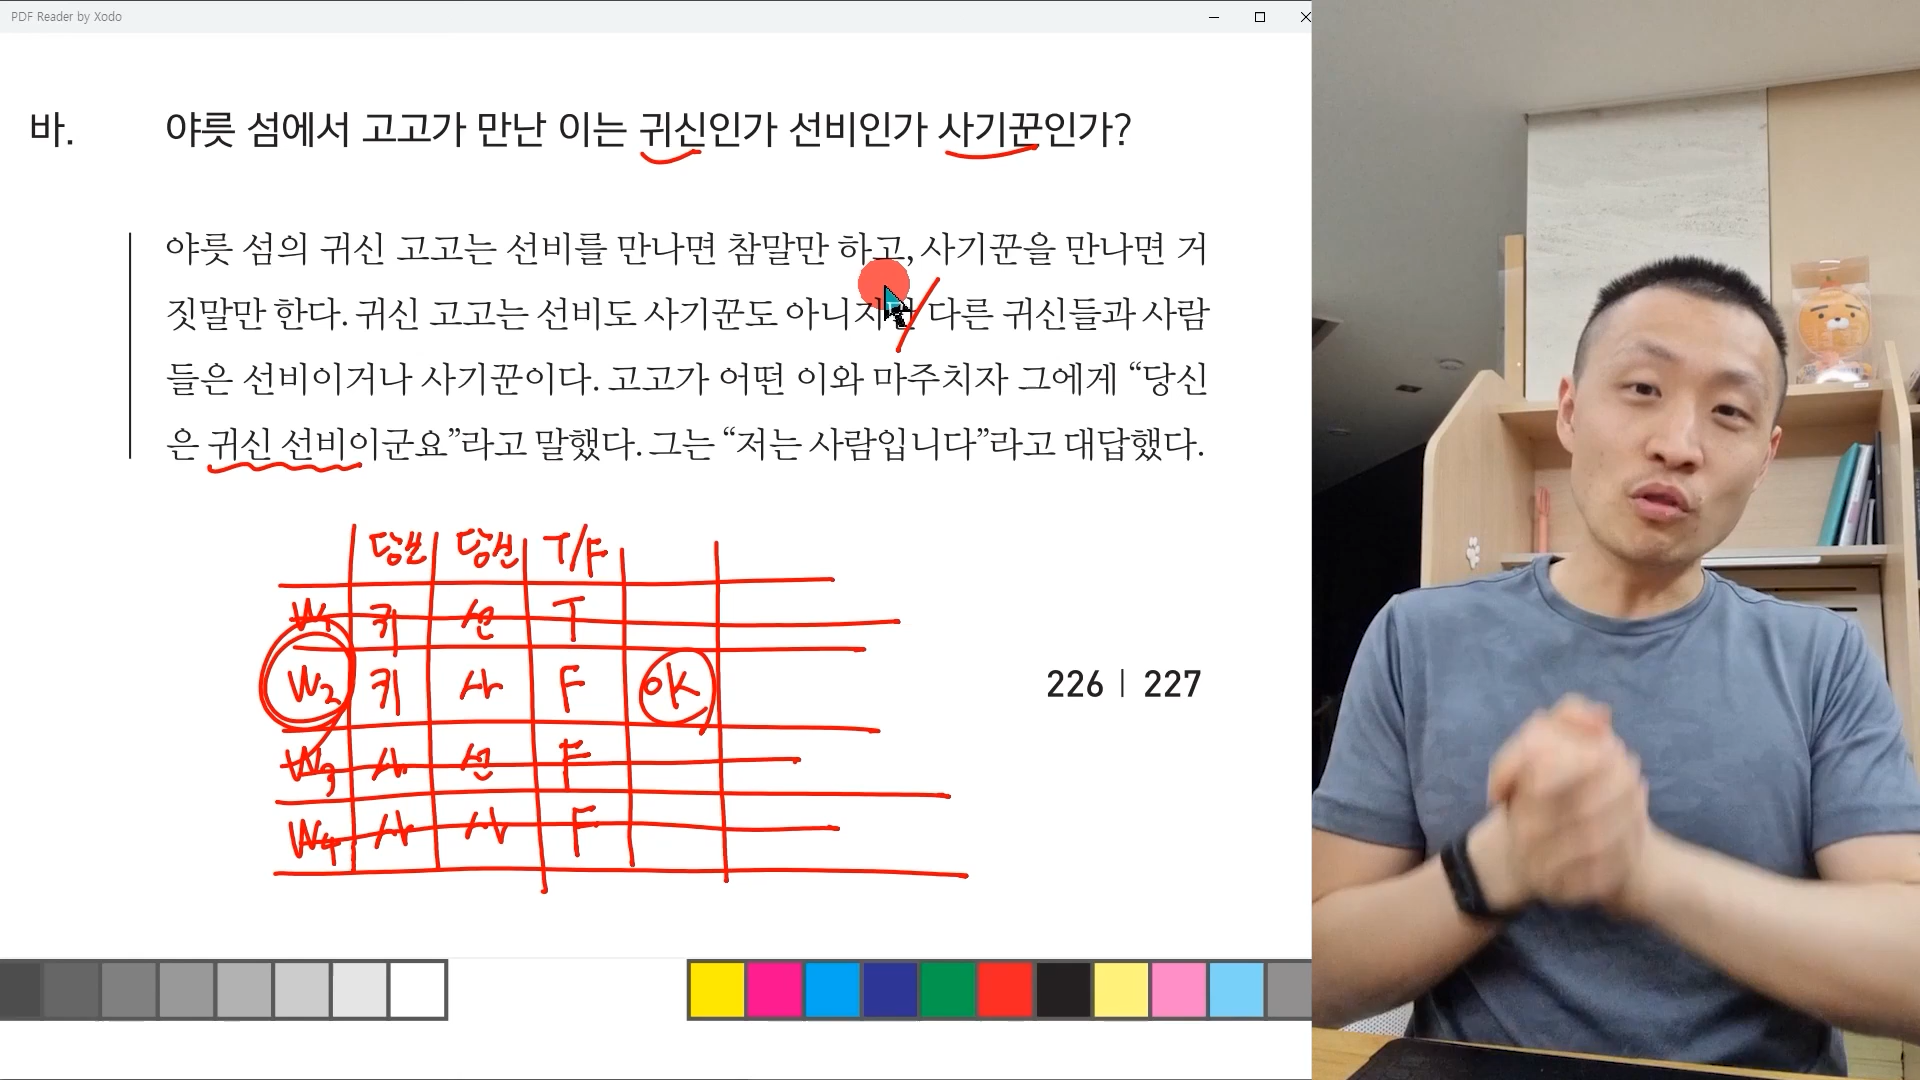 PDF Reader by Xodo
바. 야릇 섬에서 고고가 만난 이는 귀신인가 선비인가 사기꾼인가?
야릇 섬의 귀신 고고는 선비를 만나면 참말만 하고, 사기꾼을 만나면 거
짓말만 한다. 귀신 고고는 선비도 사기꾼도 아니지만 다른 귀신들과 사람
들은 선비이거나 사기꾼이다. 고고가 어떤 이와 마주치자 그에게 “당신
은 귀신 선비이군요”라고 말했다. 그는 “저는 사람입니다”라고 대답했다.
당신 당신 T/F
W1 귀 선 T
W2 귀 사 F OK
W3 사 선 F
W4 사 사 F
226 | 227